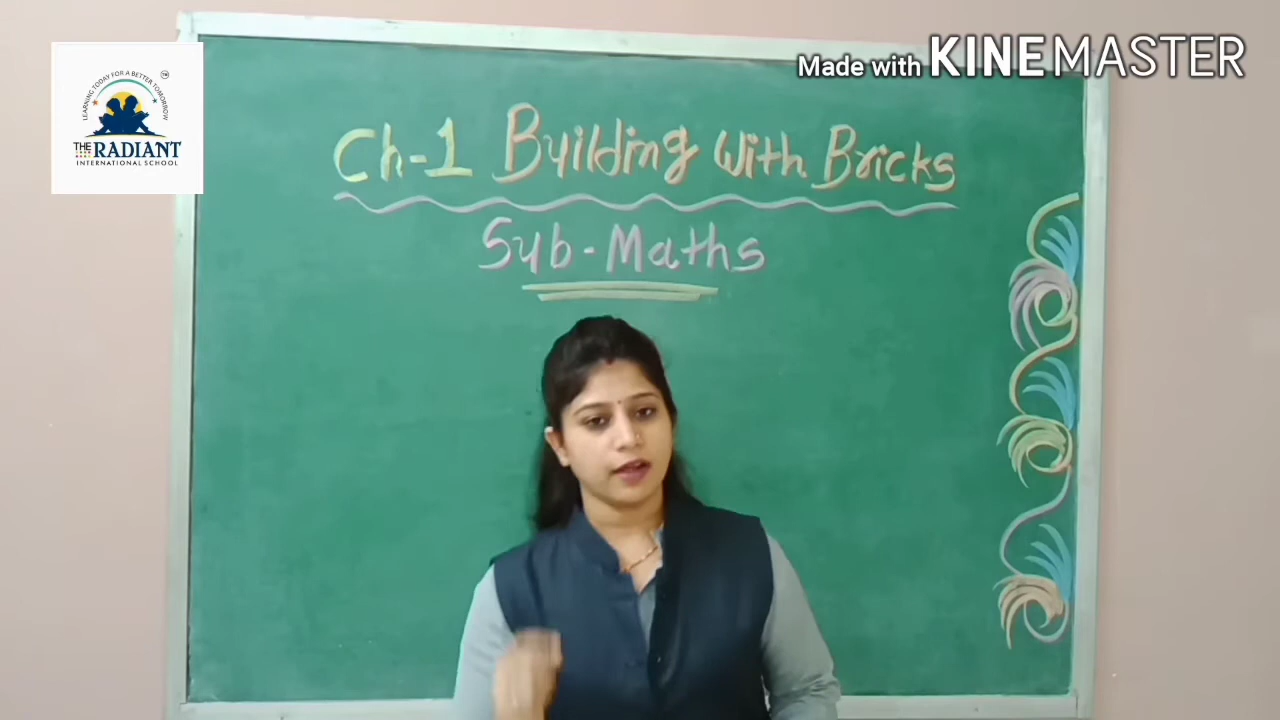 LEARNING TODAY FOR A BETTER TOMORROW
TM
THE RADIANT
INTERNATIONAL SCHOOL
Made with KINEMASTER
Ch-1 Building With Bricks
Sub-Maths